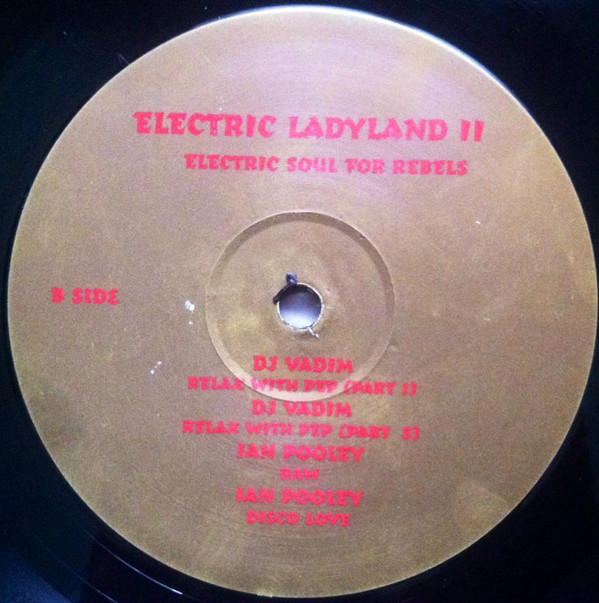 ELECTRIC LADYLAND II
ELECTRIC SOUL FOR REBELS
B SIDE
DJ VADIM
RELAX WITH PEP (PART 1)
DJ VADIM
RELAX WITH PEP (PART 2)
IAN POOLEY
RAW
IAN POOLEY
DISCO LOVE